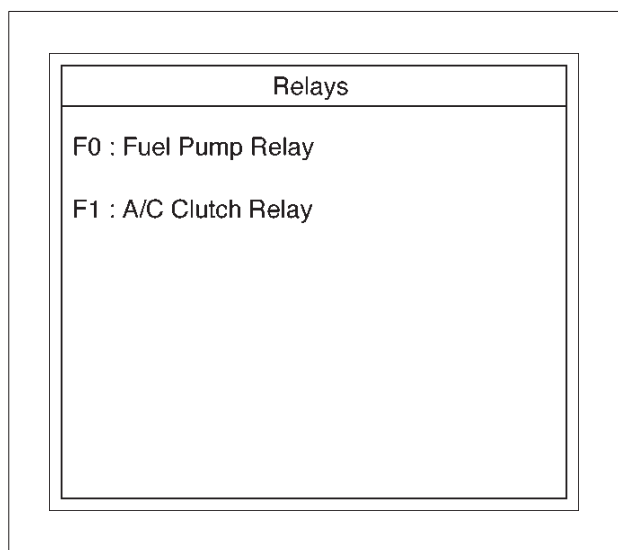 Relays
F0 : Fuel Pump Relay
F1 : A/C Clutch Relay